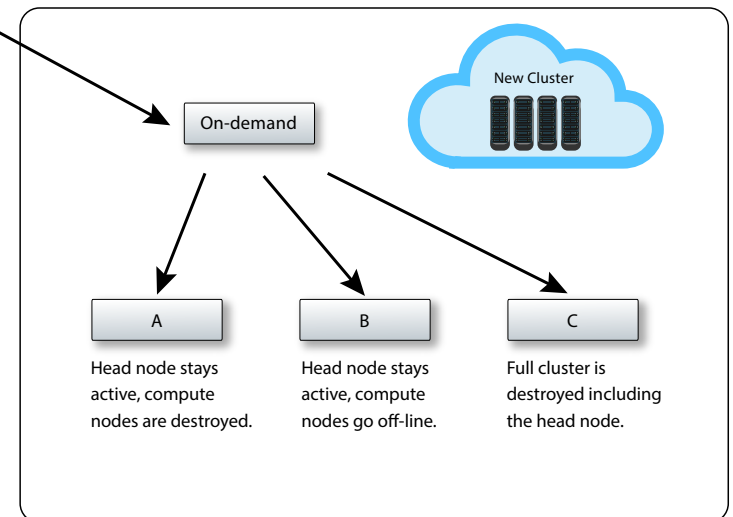 New Cluster
On-demand
A
Head node stays
active, compute
nodes are destroyed.
B
Head node stays
active, compute
nodes go off-line.
C
Full cluster is
destroyed including
the head node.